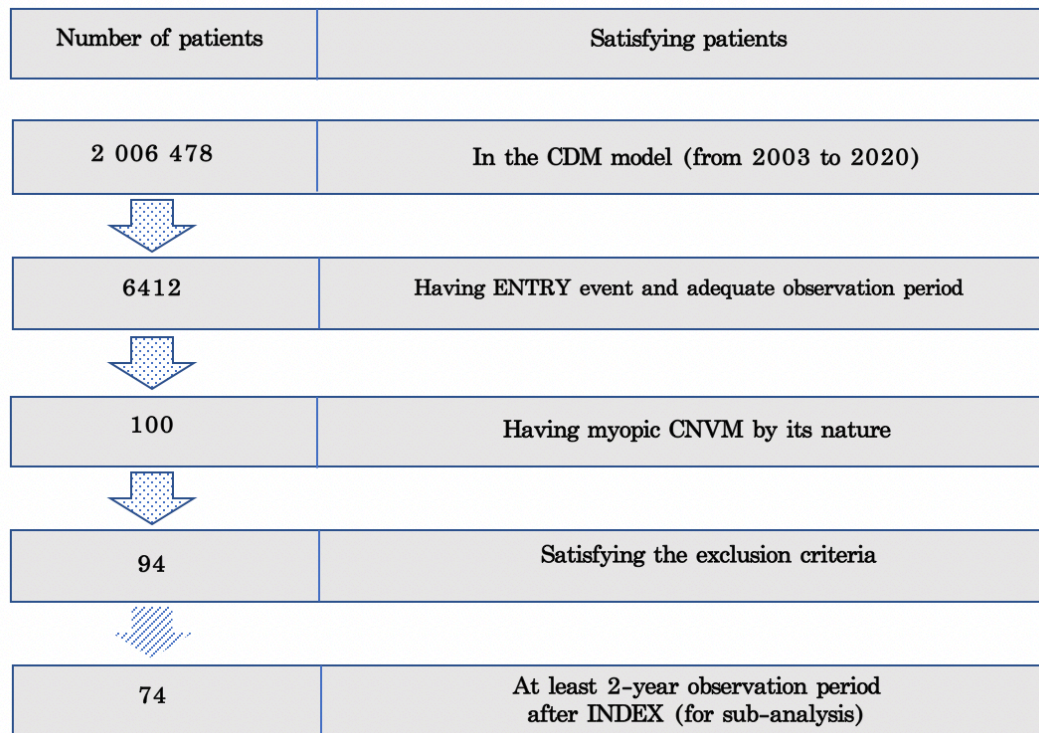 Number of patients
Satisfying patients
2 006 478
In the CDM model (from 2003 to 2020)
6412
Having ENTRY event and adequate observation period
100
Having myopic CNVM by its nature
94
Satisfying the exclusion criteria
74
At least 2-year observation period
after INDEX (for sub-analysis)